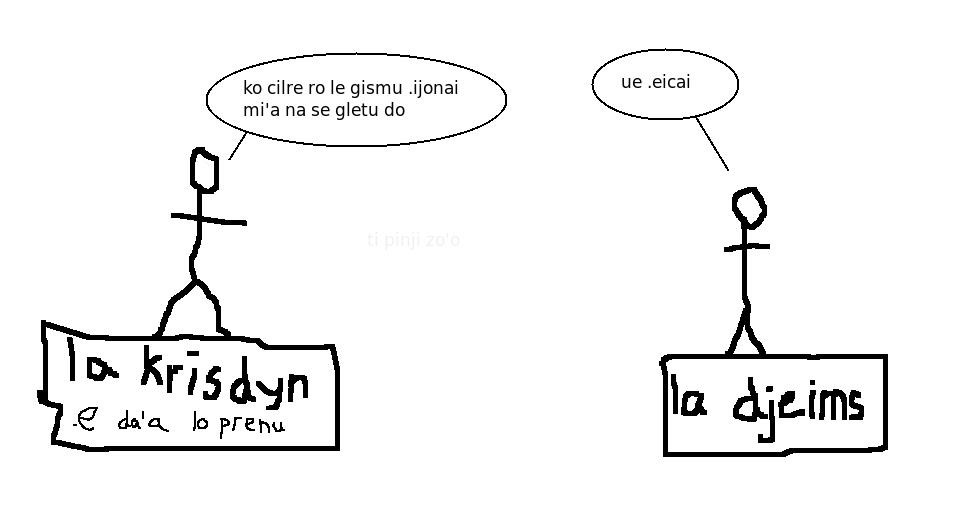 ko cilre ro le gismu .ijonai
mi'a na se gletu do
ue .eicai
ti pinji zo'o
la krisdyn
.e da'a lo prenu
la djeims